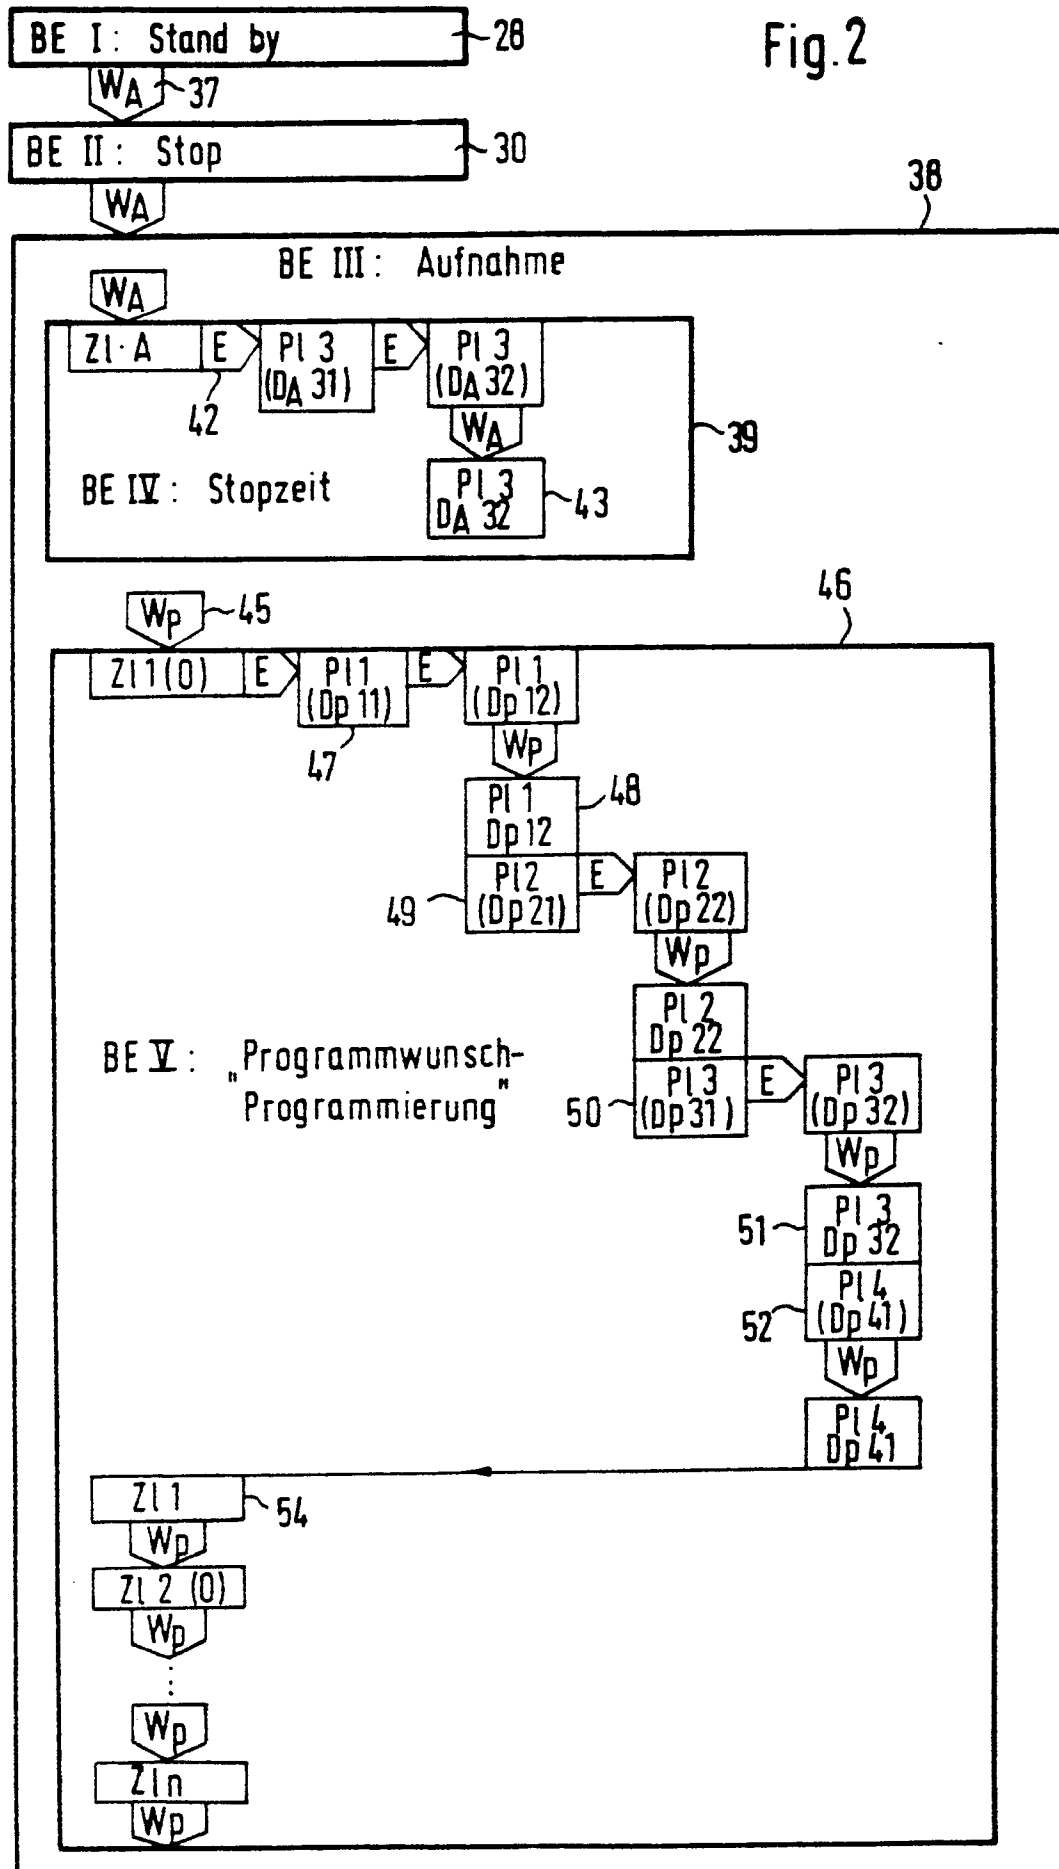 Fig.2
BE I: Stand by
28
WA
37
BE II: Stop
30
WA
38
BE III: Aufnahme
WA
Zl·A
E
Pl 3
(DA 31)
E
Pl 3
(DA 32)
42
WA
39
BE IV: Stopzeit
Pl 3
DA 32
43
Wp
45
46
Zl 1 (0)
E
Pl 1
(Dp 11)
E
Pl 1
(Dp 12)
47
Wp
Pl 1
Dp 12
48
Pl 2
(Dp 21)
49
E
Pl 2
(Dp 22)
Wp
Pl 2
Dp 22
BE V: „Programmwunsch-
Programmierung"
Pl 3
(Dp 31)
50
E
Pl 3
(Dp 32)
Wp
51
Pl 3
Dp 32
52
Pl 4
(Dp 41)
Wp
Pl 4
Dp 41
Zl 1
54
Wp
Zl 2 (0)
Wp
⋮
Wp
Zl n
Wp